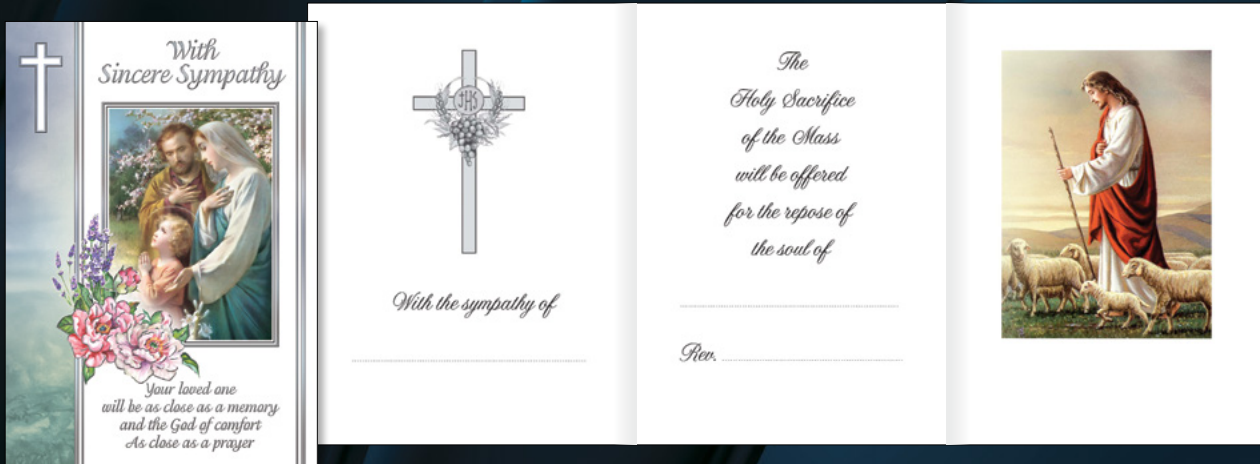 With
Sincere Sympathy
Your loved one
will be as close as a memory
and the God of comfort
As close as a prayer
JHS
With the sympathy of
The
Holy Sacrifice
of the Mass
will be offered
for the repose of
the soul of
Rev.